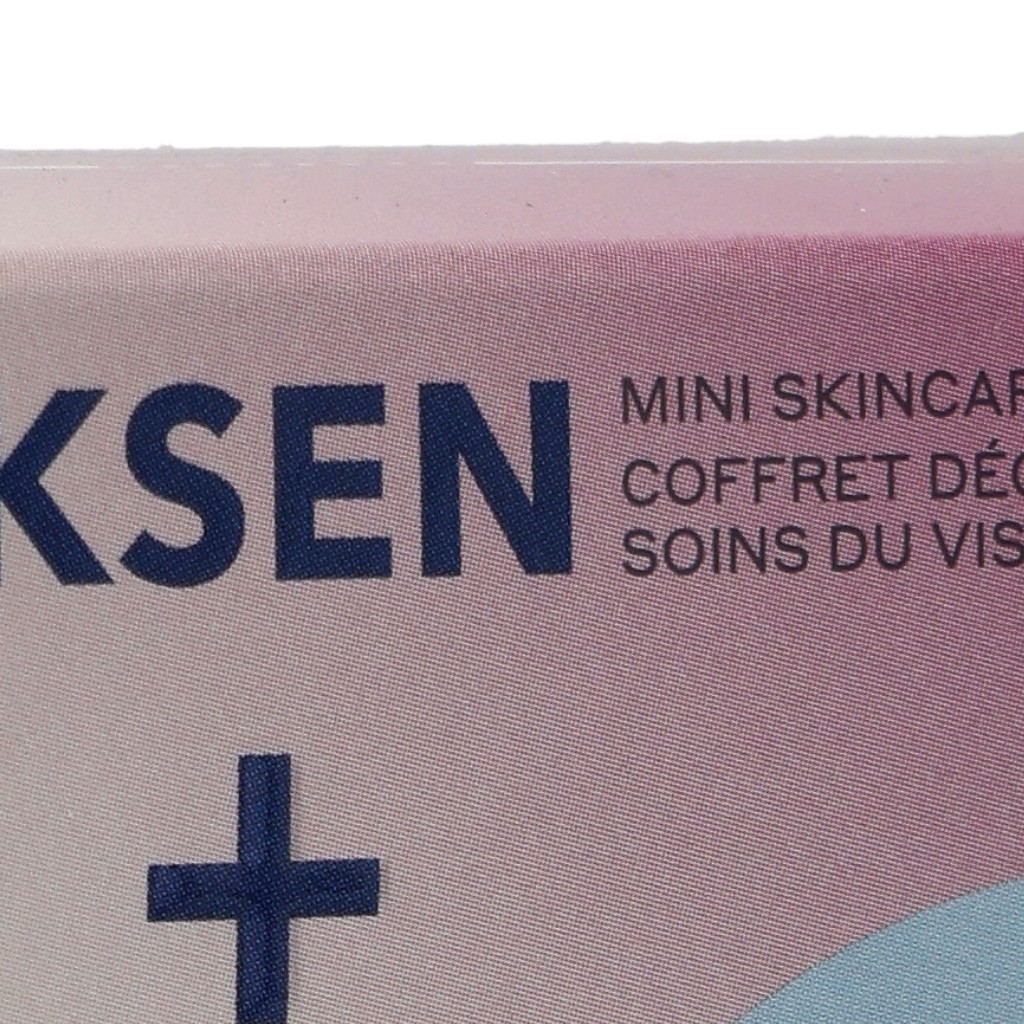 KSEN
MINI SKINCAR
COFFRET DÉC
SOINS DU VIS